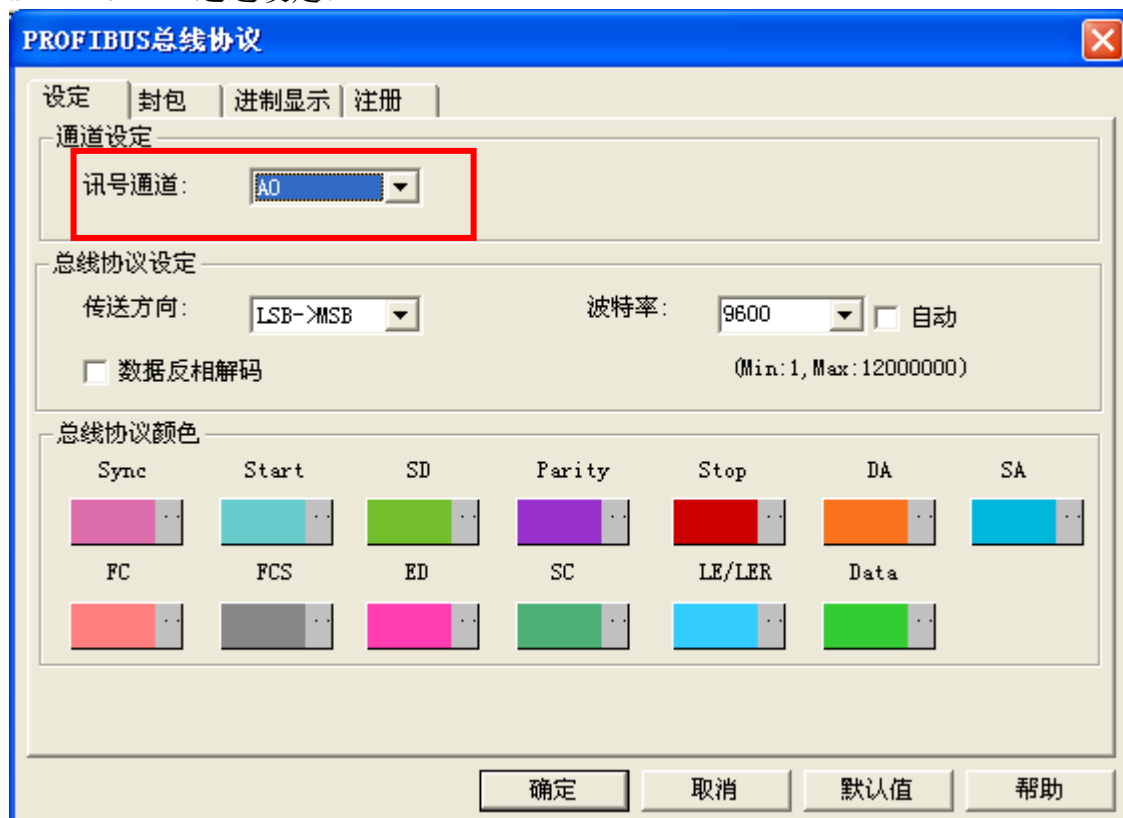 PROFIBUS总线协议
设定 封包 进制显示 注册
通道设定
讯号通道: A0
总线协议设定
传送方向: LSB->MSB 波特率: 9600 自动
数据反相解码 (Min:1,Max:12000000)
总线协议颜色
Sync Start SD Parity Stop DA SA
FC FCS ED SC LE/LER Data
确定 取消 默认值 帮助